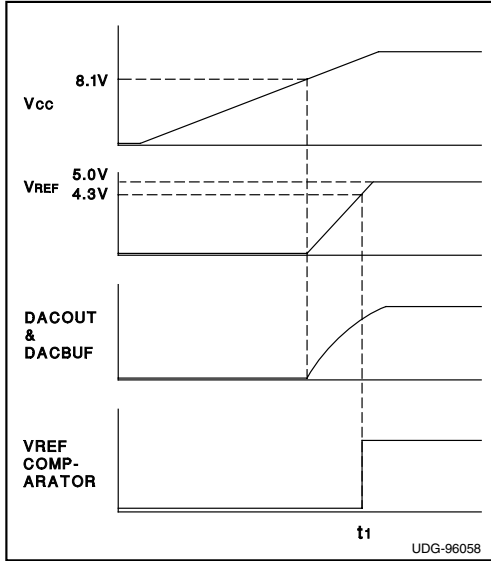 8.1V
Vcc
5.0V
VREF
4.3V
DACOUT
&
DACBUF
VREF
COMP-
ARATOR
t1
UDG-96058